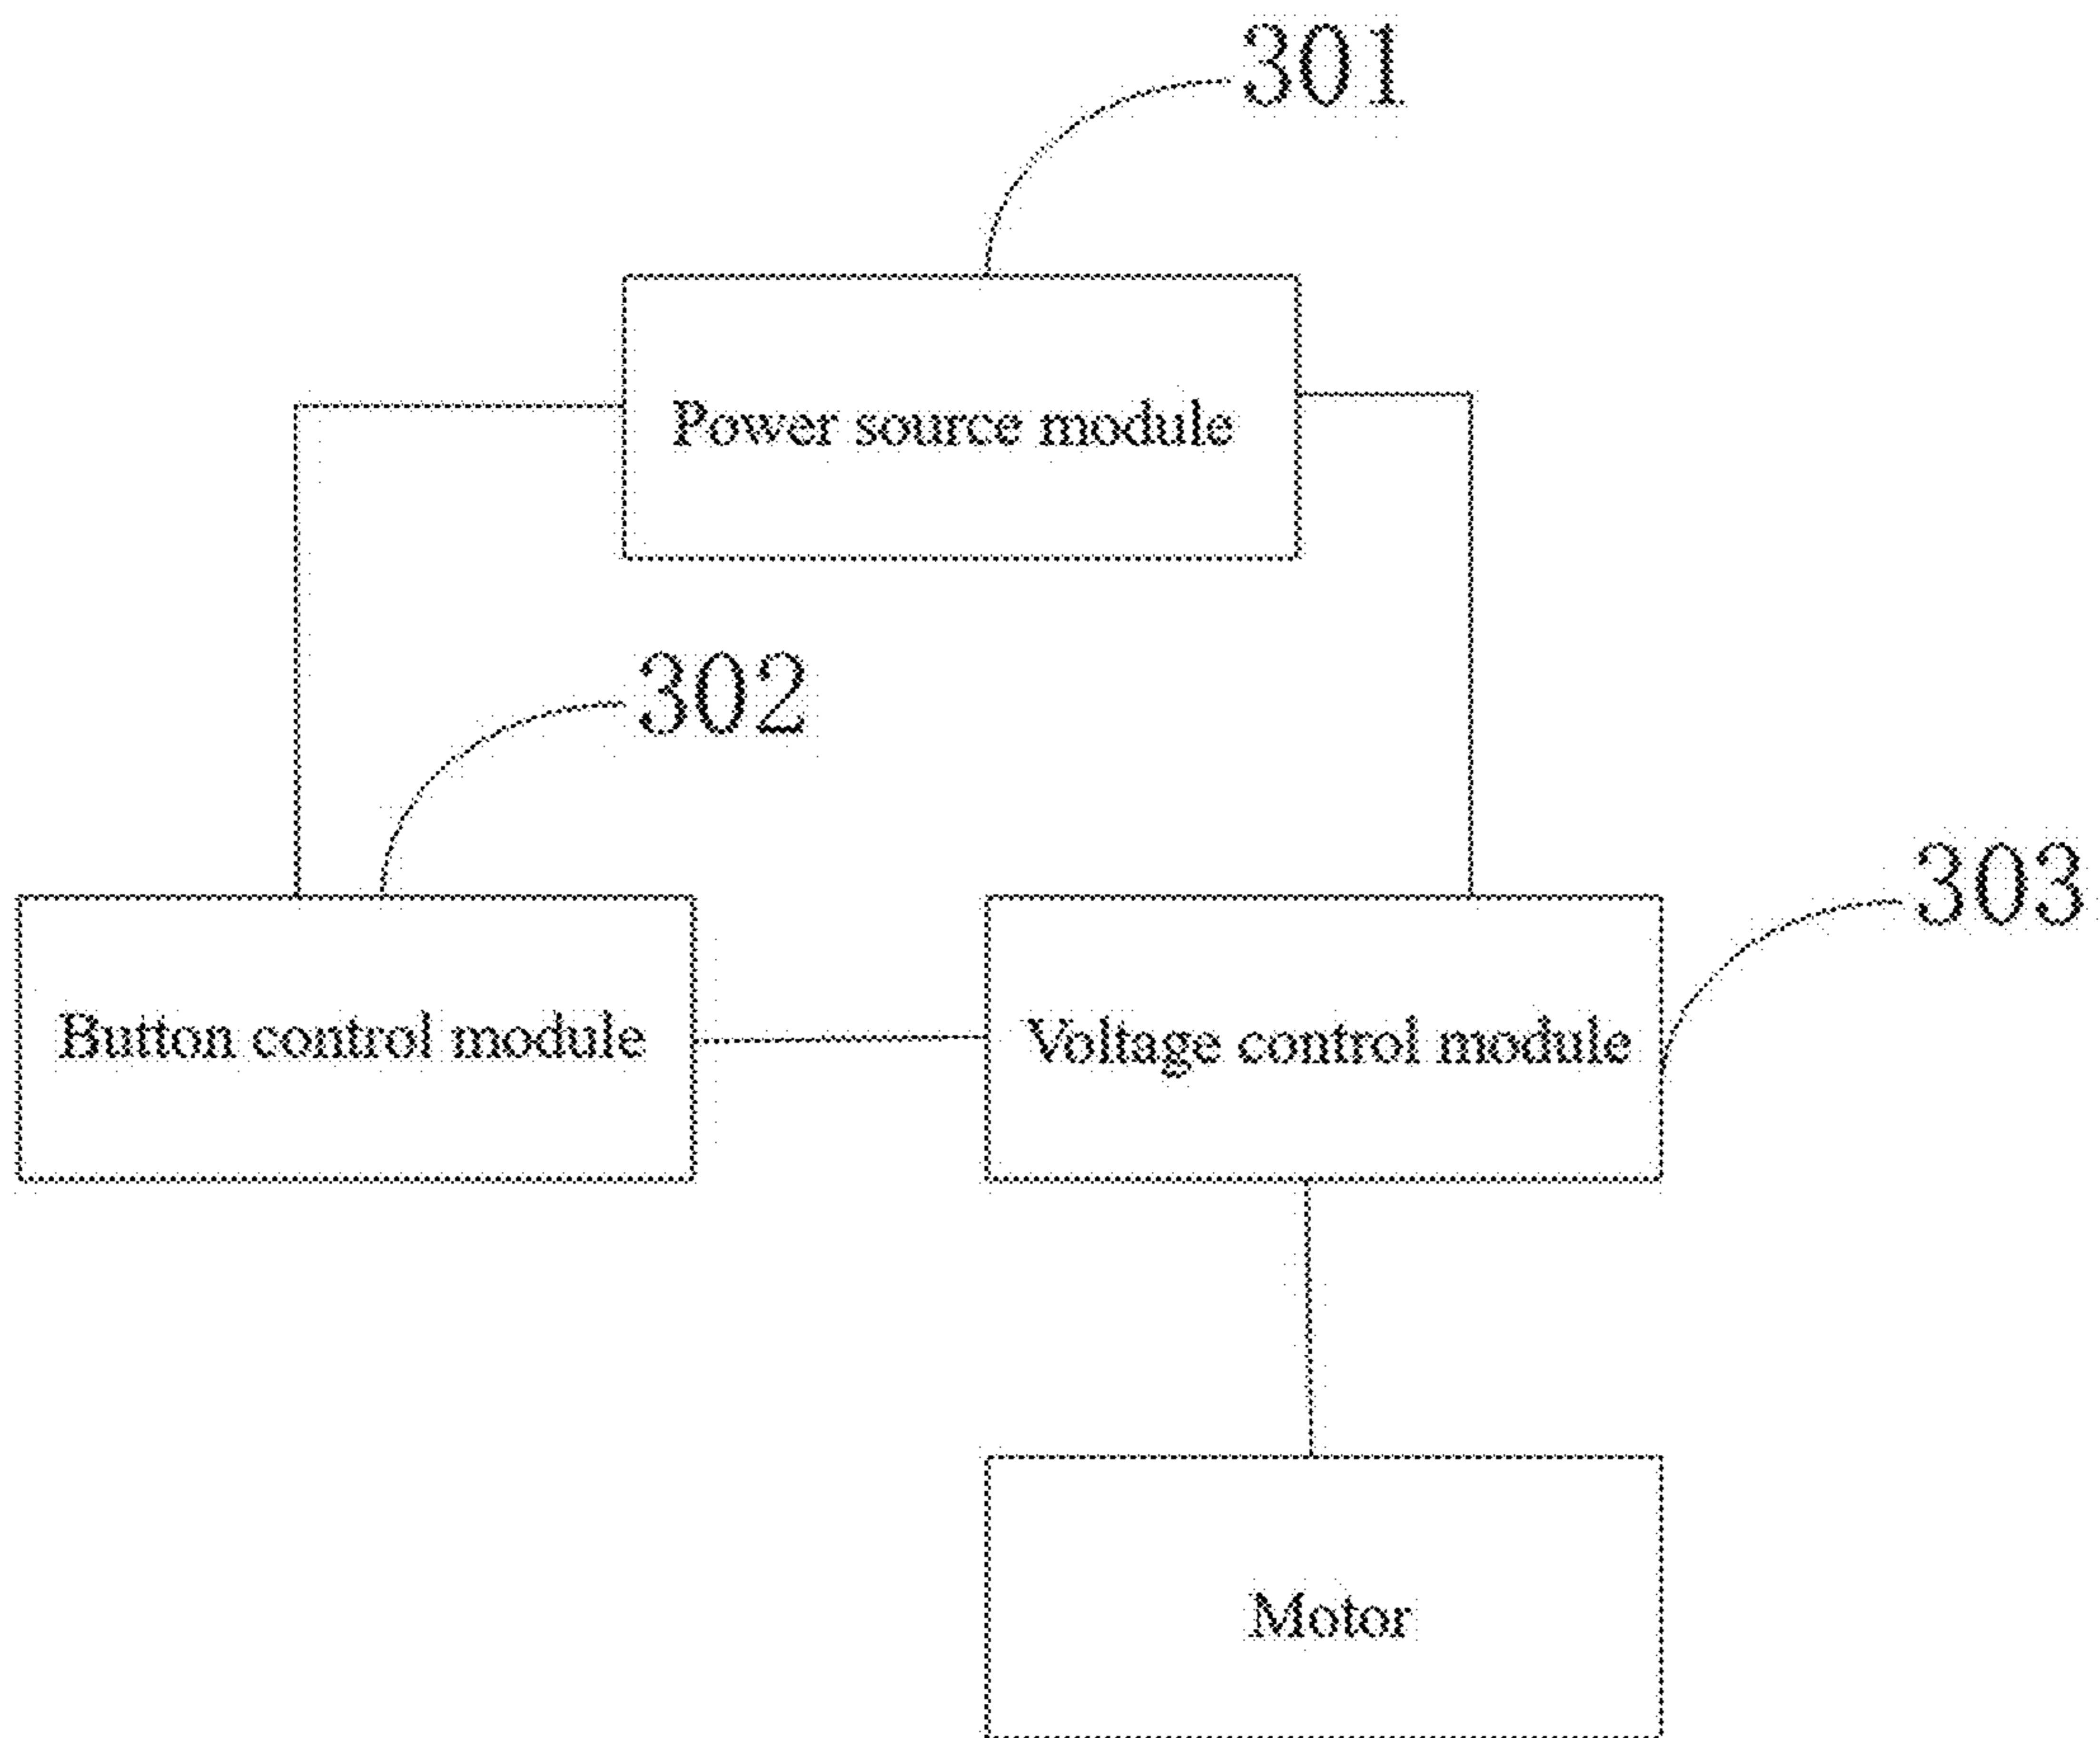 301
Power source module
302
303
Button control module
Voltage control module
Motor